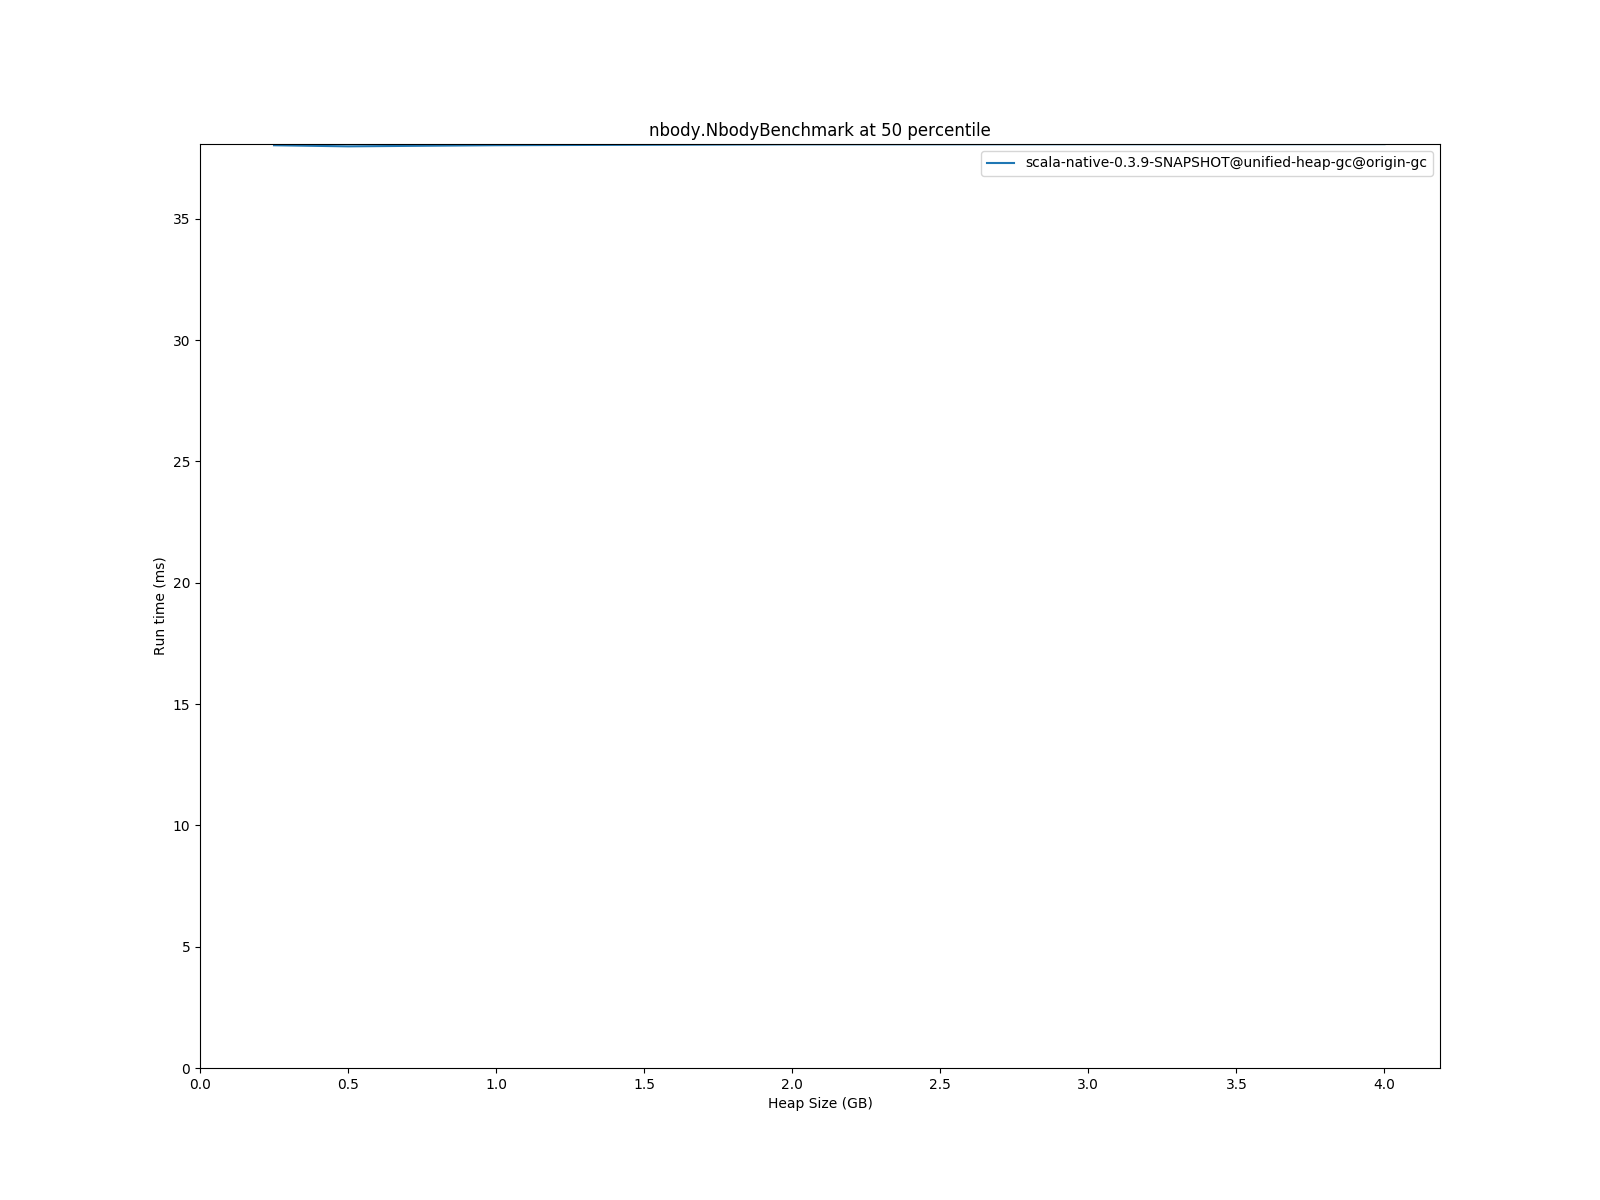 nbody.NbodyBenchmark at 50 percentile
scala-native-0.3.9-SNAPSHOT@unified-heap-gc@origin-gc
35
30
25
20
15
10
5
0
Run time (ms)
0.0 0.5 1.0 1.5 2.0 2.5 3.0 3.5 4.0
Heap Size (GB)